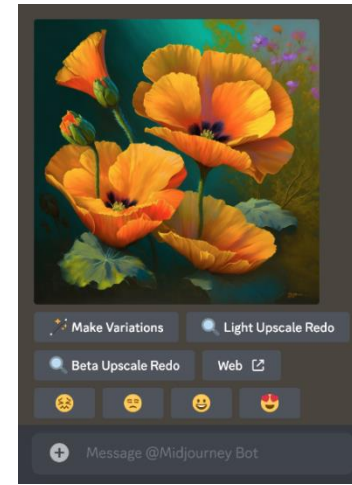 Make Variations
Light Upscale Redo
Beta Upscale Redo
Web
Message @Midjourney Bot